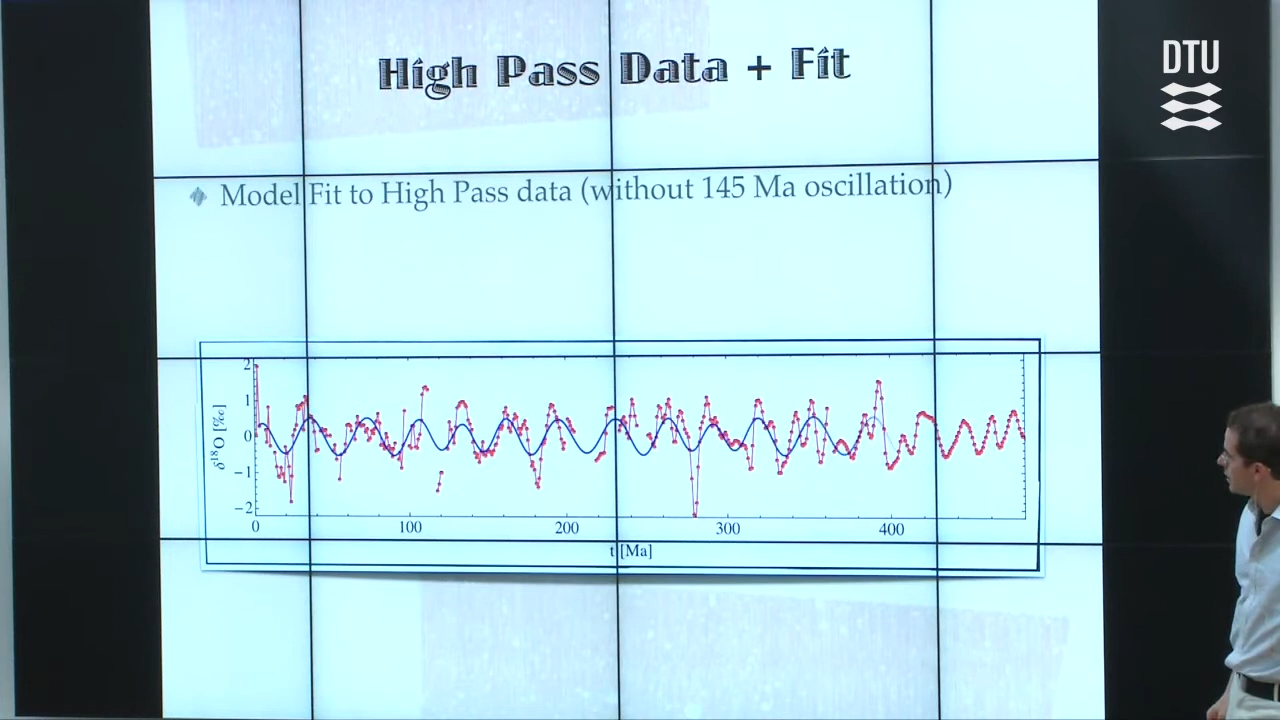 High Pass Data + Fit
DTU
Model Fit to High Pass data (without 145 Ma oscillation)
2
1
0
−1
−2
δ¹⁸O [‰]
0 100 200 300 400
t [Ma]